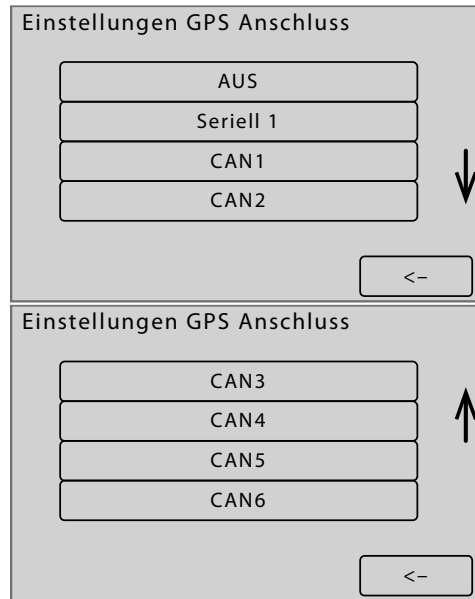 Einstellungen GPS Anschluss
AUS
Seriell 1
CAN1
CAN2
<–
Einstellungen GPS Anschluss
CAN3
CAN4
CAN5
CAN6
<–